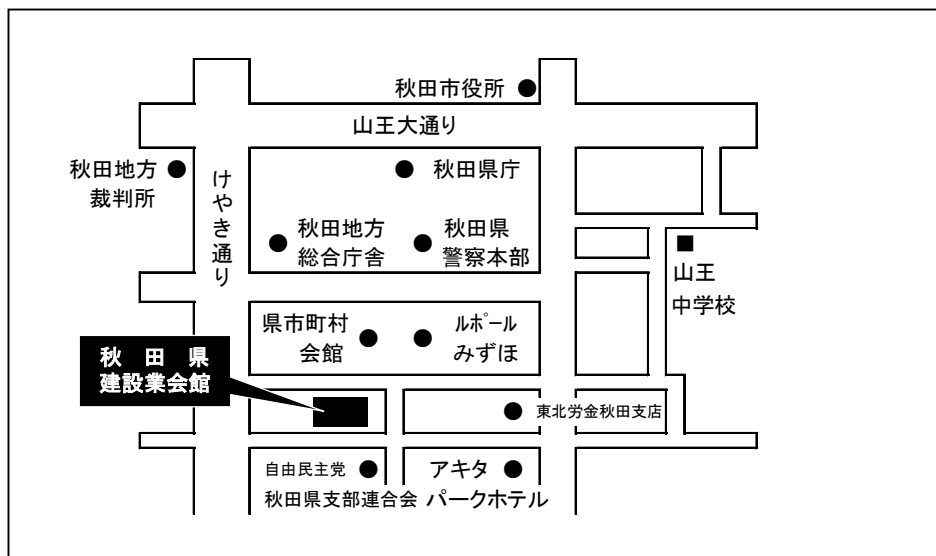 秋田市役所
山王大通り
秋田地方
裁判所
けやき通り
秋田県庁
秋田地方
総合庁舎
秋田県
警察本部
山王
中学校
県市町村
会館
ﾙﾎﾟｰﾙ
みずほ
秋田県
建設業会館
東北労金秋田支店
自由民主党
秋田県支部連合会
アキタ
パークホテル